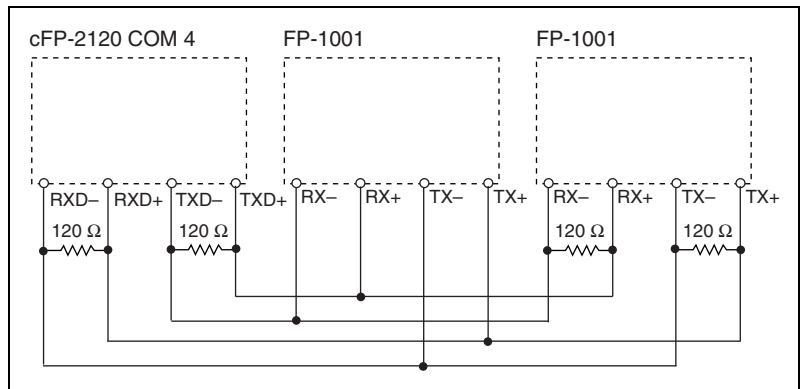 cFP-2120 COM 4 FP-1001 FP-1001
RXD– RXD+ TXD– TXD+ RX– RX+ TX– TX+ RX– RX+ TX– TX+
120 Ω 120 Ω 120 Ω 120 Ω